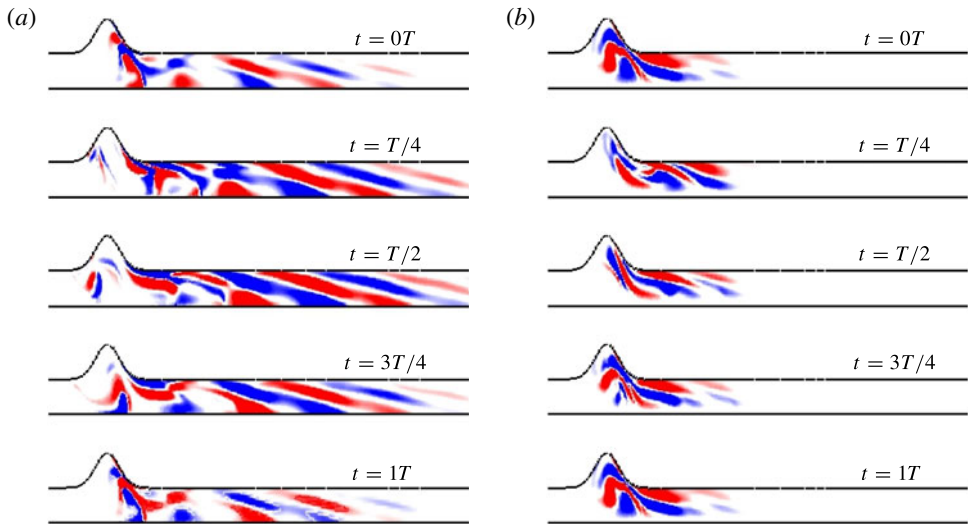 (a)
t = 0T
t = T/4
t = T/2
t = 3T/4
t = 1T
(b)
t = 0T
t = T/4
t = T/2
t = 3T/4
t = 1T